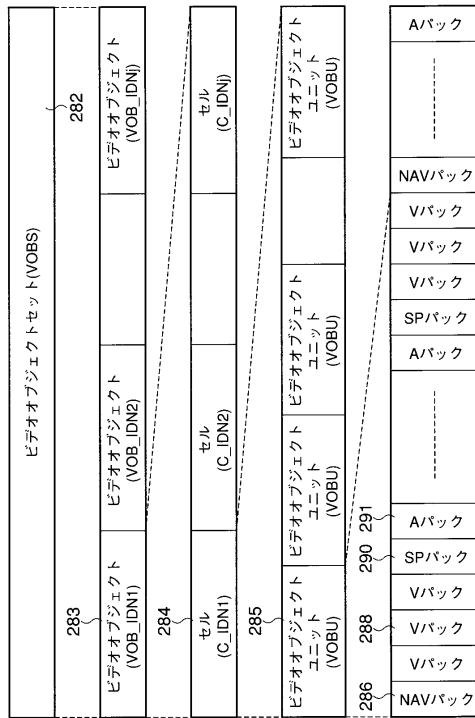 ビデオオブジェクトセット(VOBS)
282
283
ビデオオブジェクト
(VOB_IDN1)
ビデオオブジェクト
(VOB_IDN2)
ビデオオブジェクト
(VOB_IDNj)
284
セル
(C_IDN1)
セル
(C_IDN2)
セル
(C_IDNj)
285
ビデオオブジェクト
ユニット
(VOBU)
ビデオオブジェクト
ユニット
(VOBU)
ビデオオブジェクト
ユニット
(VOBU)
ビデオオブジェクト
ユニット
(VOBU)
286
288
290
291
NAVパック
Vパック
Vパック
Vパック
SPパック
Aパック
Aパック
SPパック
Vパック
Vパック
Vパック
NAVパック
Aパック